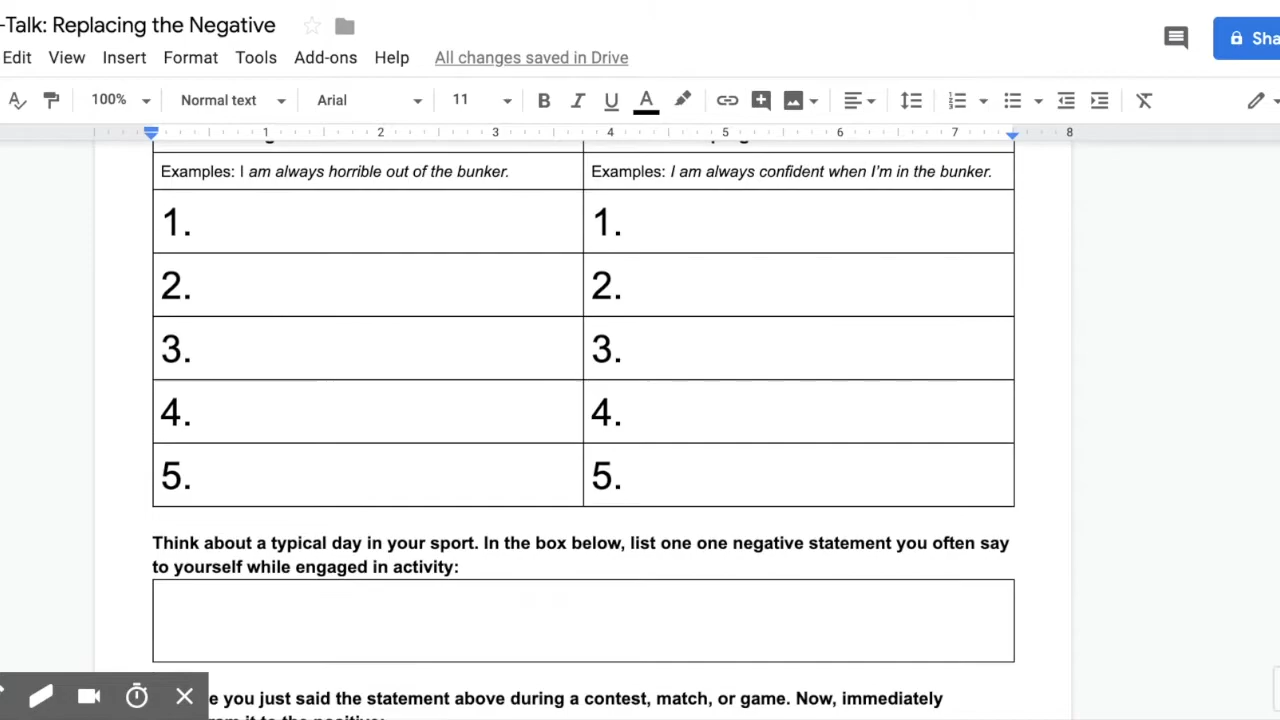 -Talk: Replacing the Negative
Edit View Insert Format Tools Add-ons Help All changes saved in Drive
Sha
100% Normal text Arial 11 B I U A
1 2 3 4 5 6 7 8
Examples: I am always horrible out of the bunker. Examples: I am always confident when I'm in the bunker.
1. 1.
2. 2.
3. 3.
4. 4.
5. 5.
Think about a typical day in your sport. In the box below, list one one negative statement you often say
to yourself while engaged in activity:
e you just said the statement above during a contest, match, or game. Now, immediately
it to the positive: